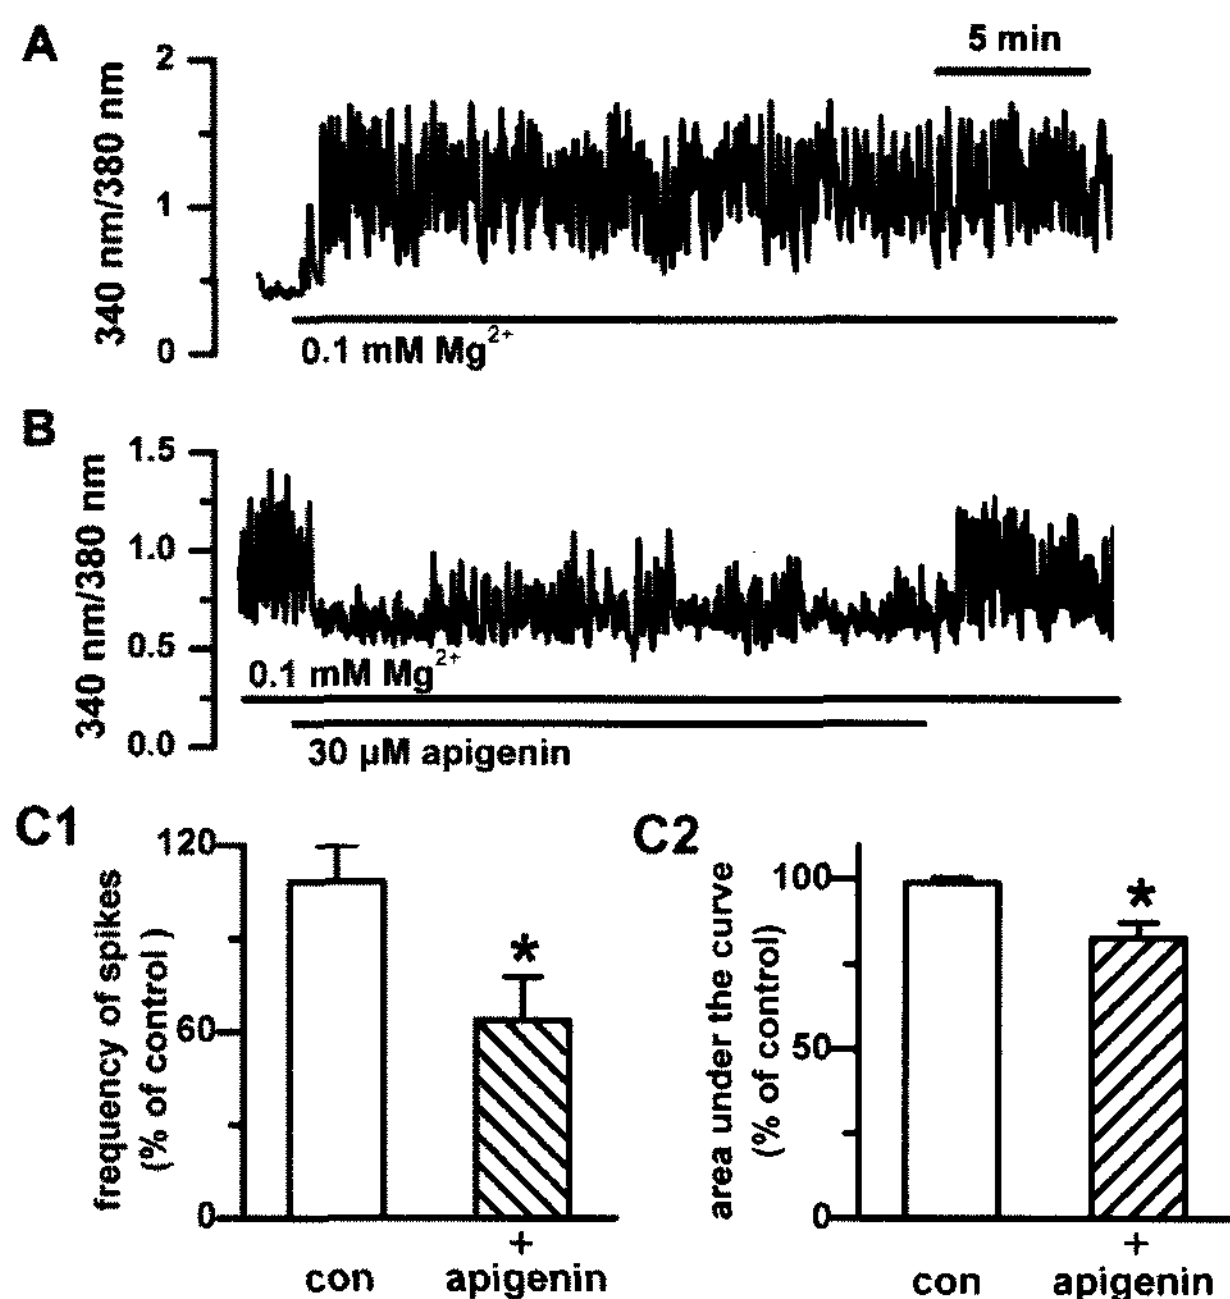 A
5 min
2
1
0
340 nm/380 nm
0.1 mM Mg²⁺
B
1.5
1.0
0.5
0.0
340 nm/380 nm
0.1 mM Mg²⁺
30 µM apigenin
C1
120
60
0
frequency of spikes
(% of control )
*
+
con
apigenin
C2
100
50
0
area under the curve
(% of control)
*
+
con
apigenin